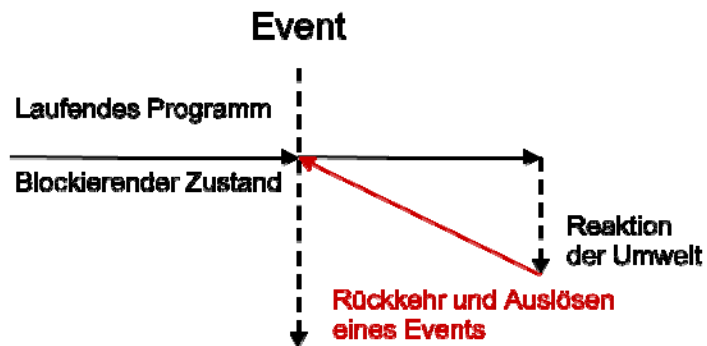 Event
Laufendes Programm
Blockierender Zustand
Reaktion
der Umwelt
Rückkehr und Auslösen
eines Events